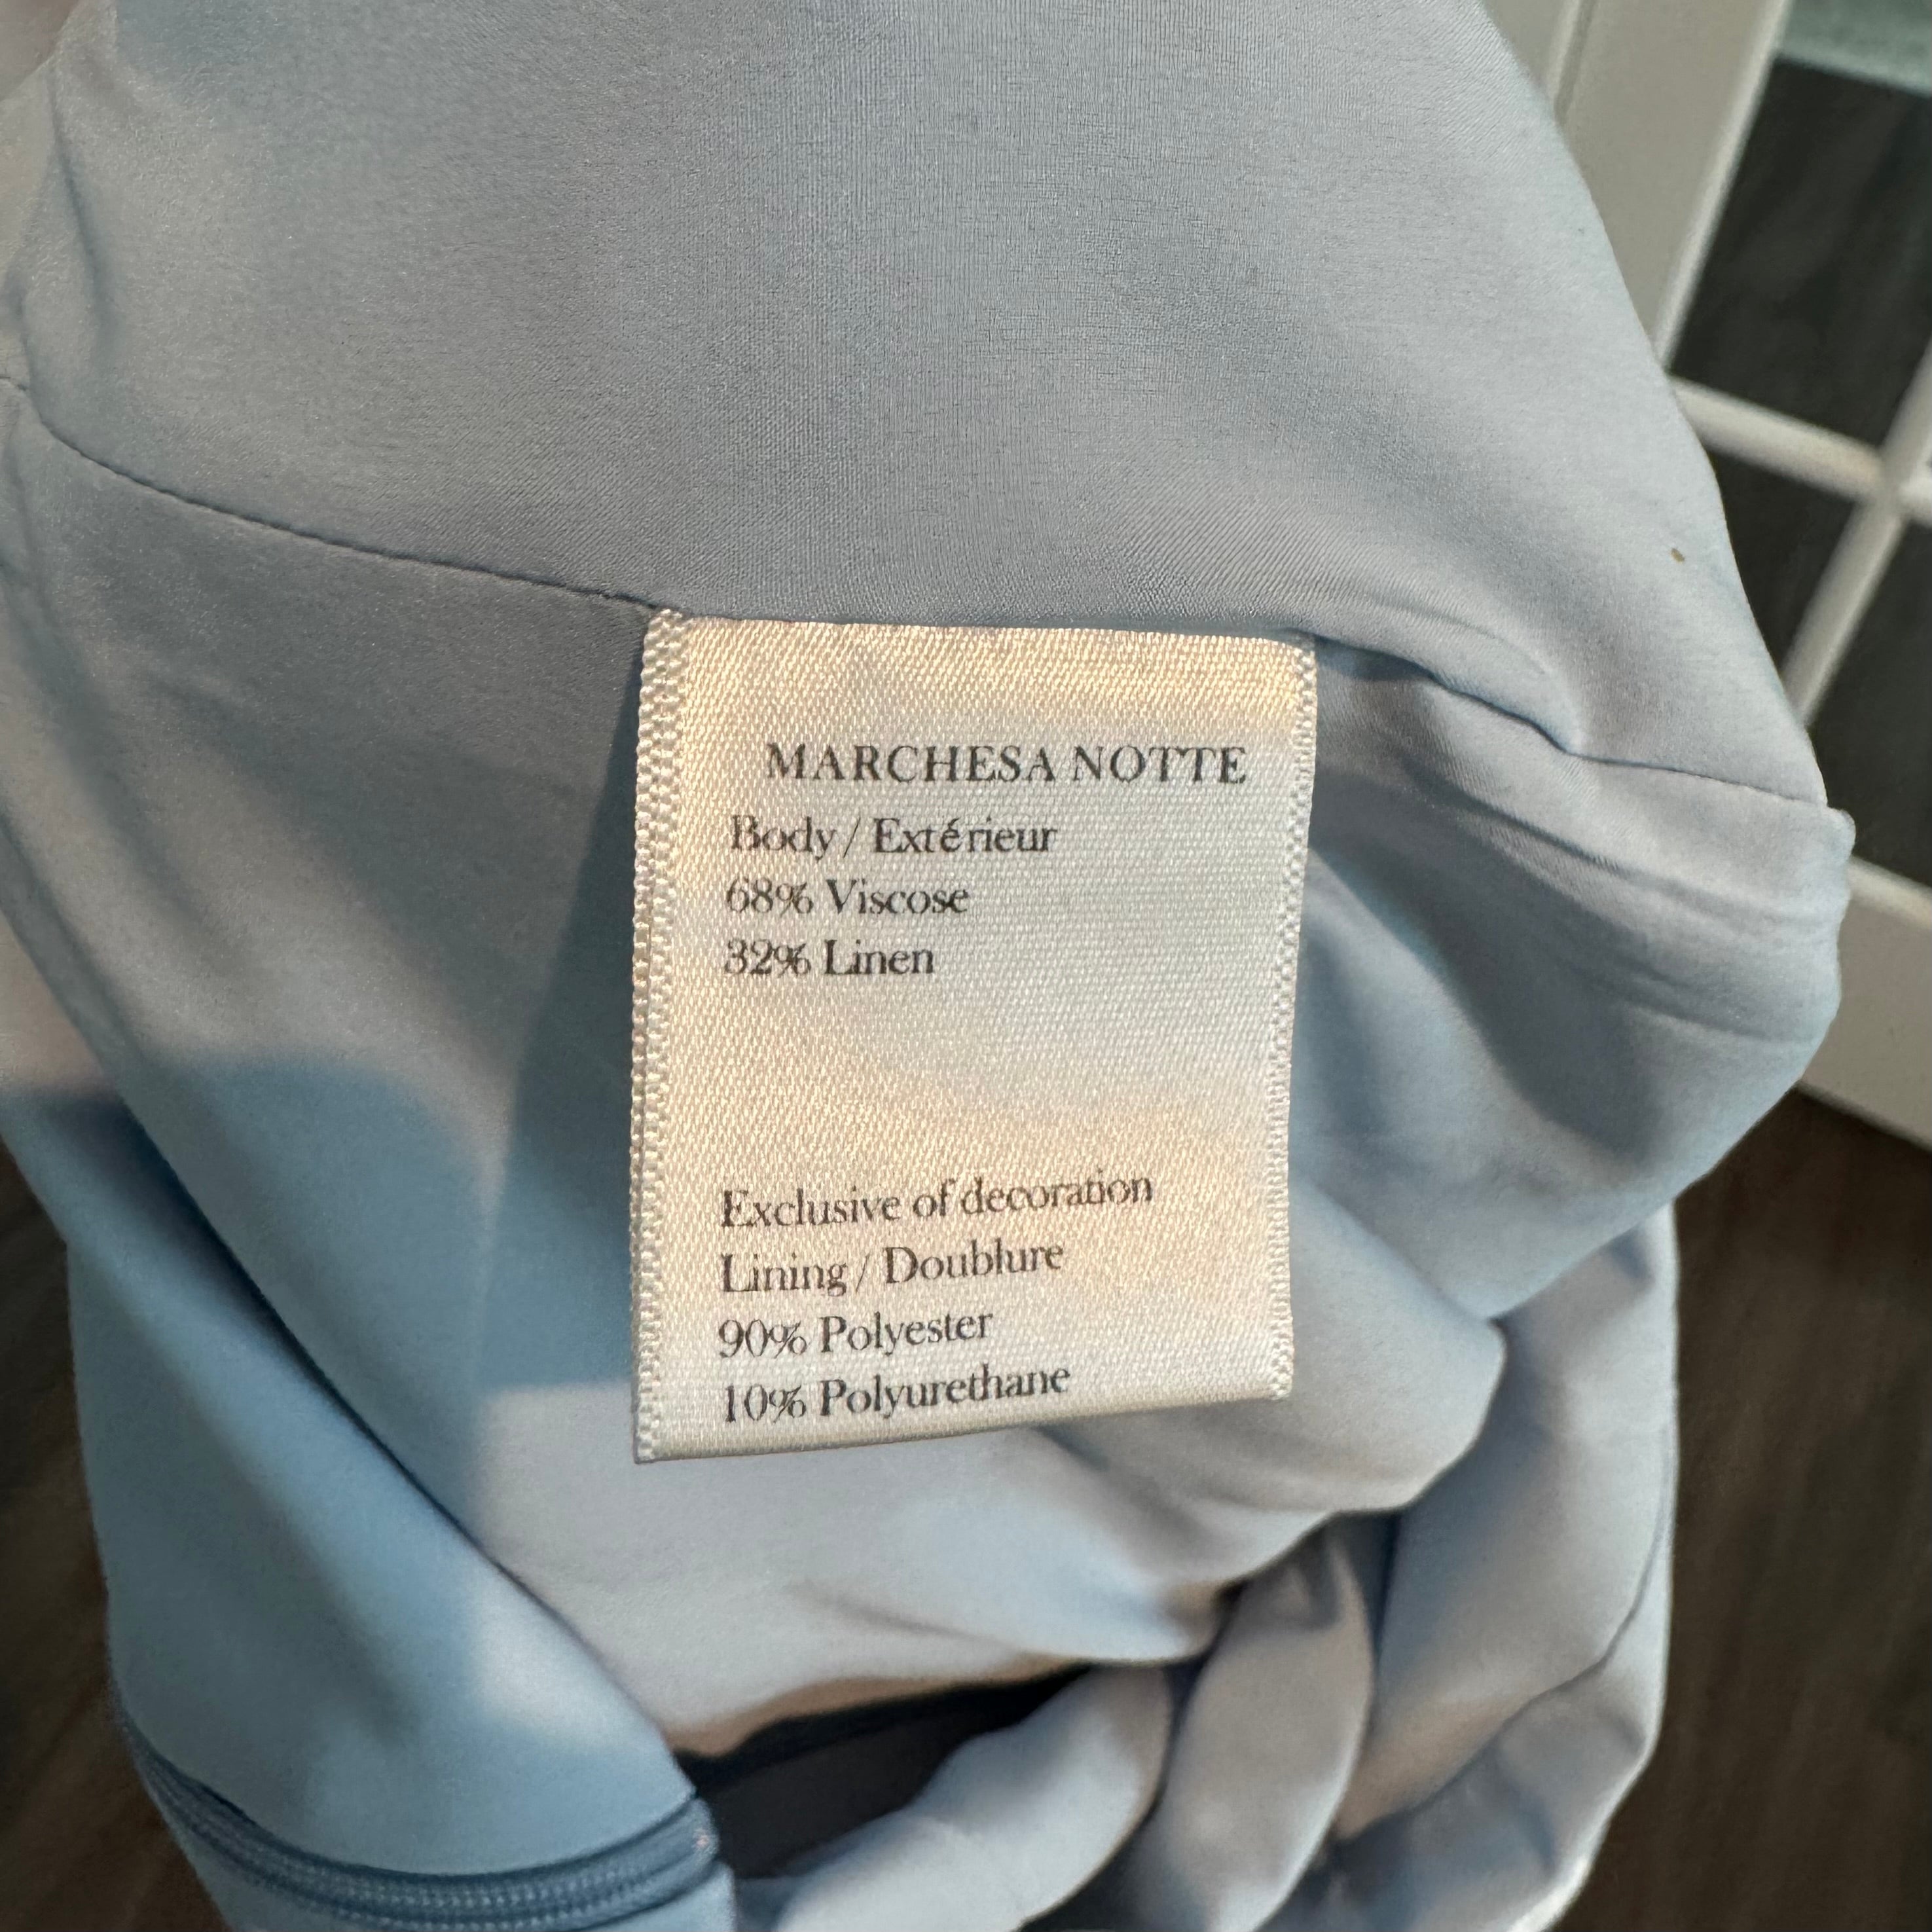 MARCHESA NOTTE
Body / Extérieur
68% Viscose
32% Linen
Exclusive of decoration
Lining / Doublure
90% Polyester
10% Polyurethane